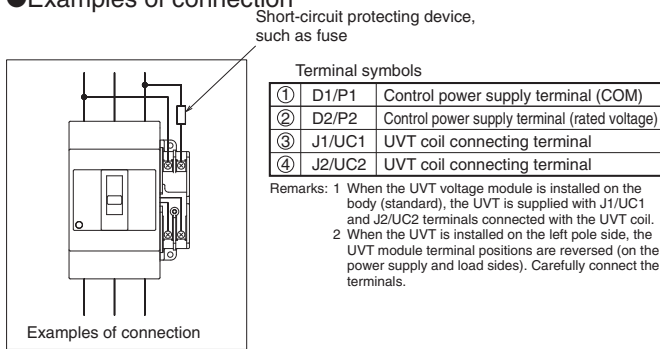 ●Examples of connection
Short-circuit protecting device,
such as fuse
Terminal symbols
① D1/P1 Control power supply terminal (COM)
② D2/P2 Control power supply terminal (rated voltage)
③ J1/UC1 UVT coil connecting terminal
④ J2/UC2 UVT coil connecting terminal
Remarks: 1 When the UVT voltage module is installed on the
body (standard), the UVT is supplied with J1/UC1
and J2/UC2 terminals connected with the UVT coil.
2 When the UVT is installed on the left pole side, the
UVT module terminal positions are reversed (on the
power supply and load sides). Carefully connect the
terminals.
Examples of connection